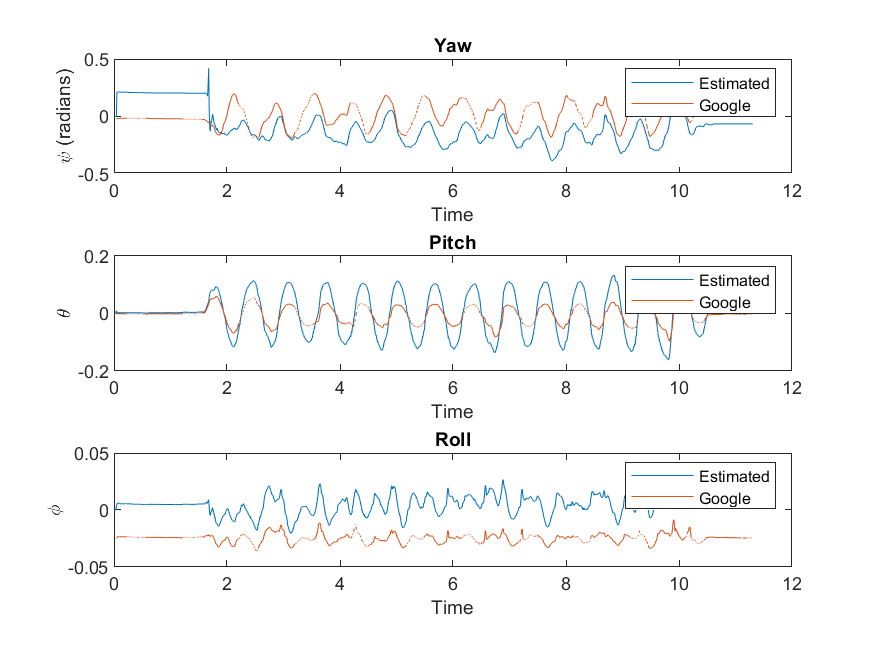 Yaw
0.5
0
-0.5
ψ (radians)
Estimated
Google
0 2 4 6 8 10 12
Time
Pitch
0.2
0
-0.2
θ
Estimated
Google
0 2 4 6 8 10 12
Time
Roll
0.05
0
-0.05
ϕ
Estimated
Google
0 2 4 6 8 10 12
Time